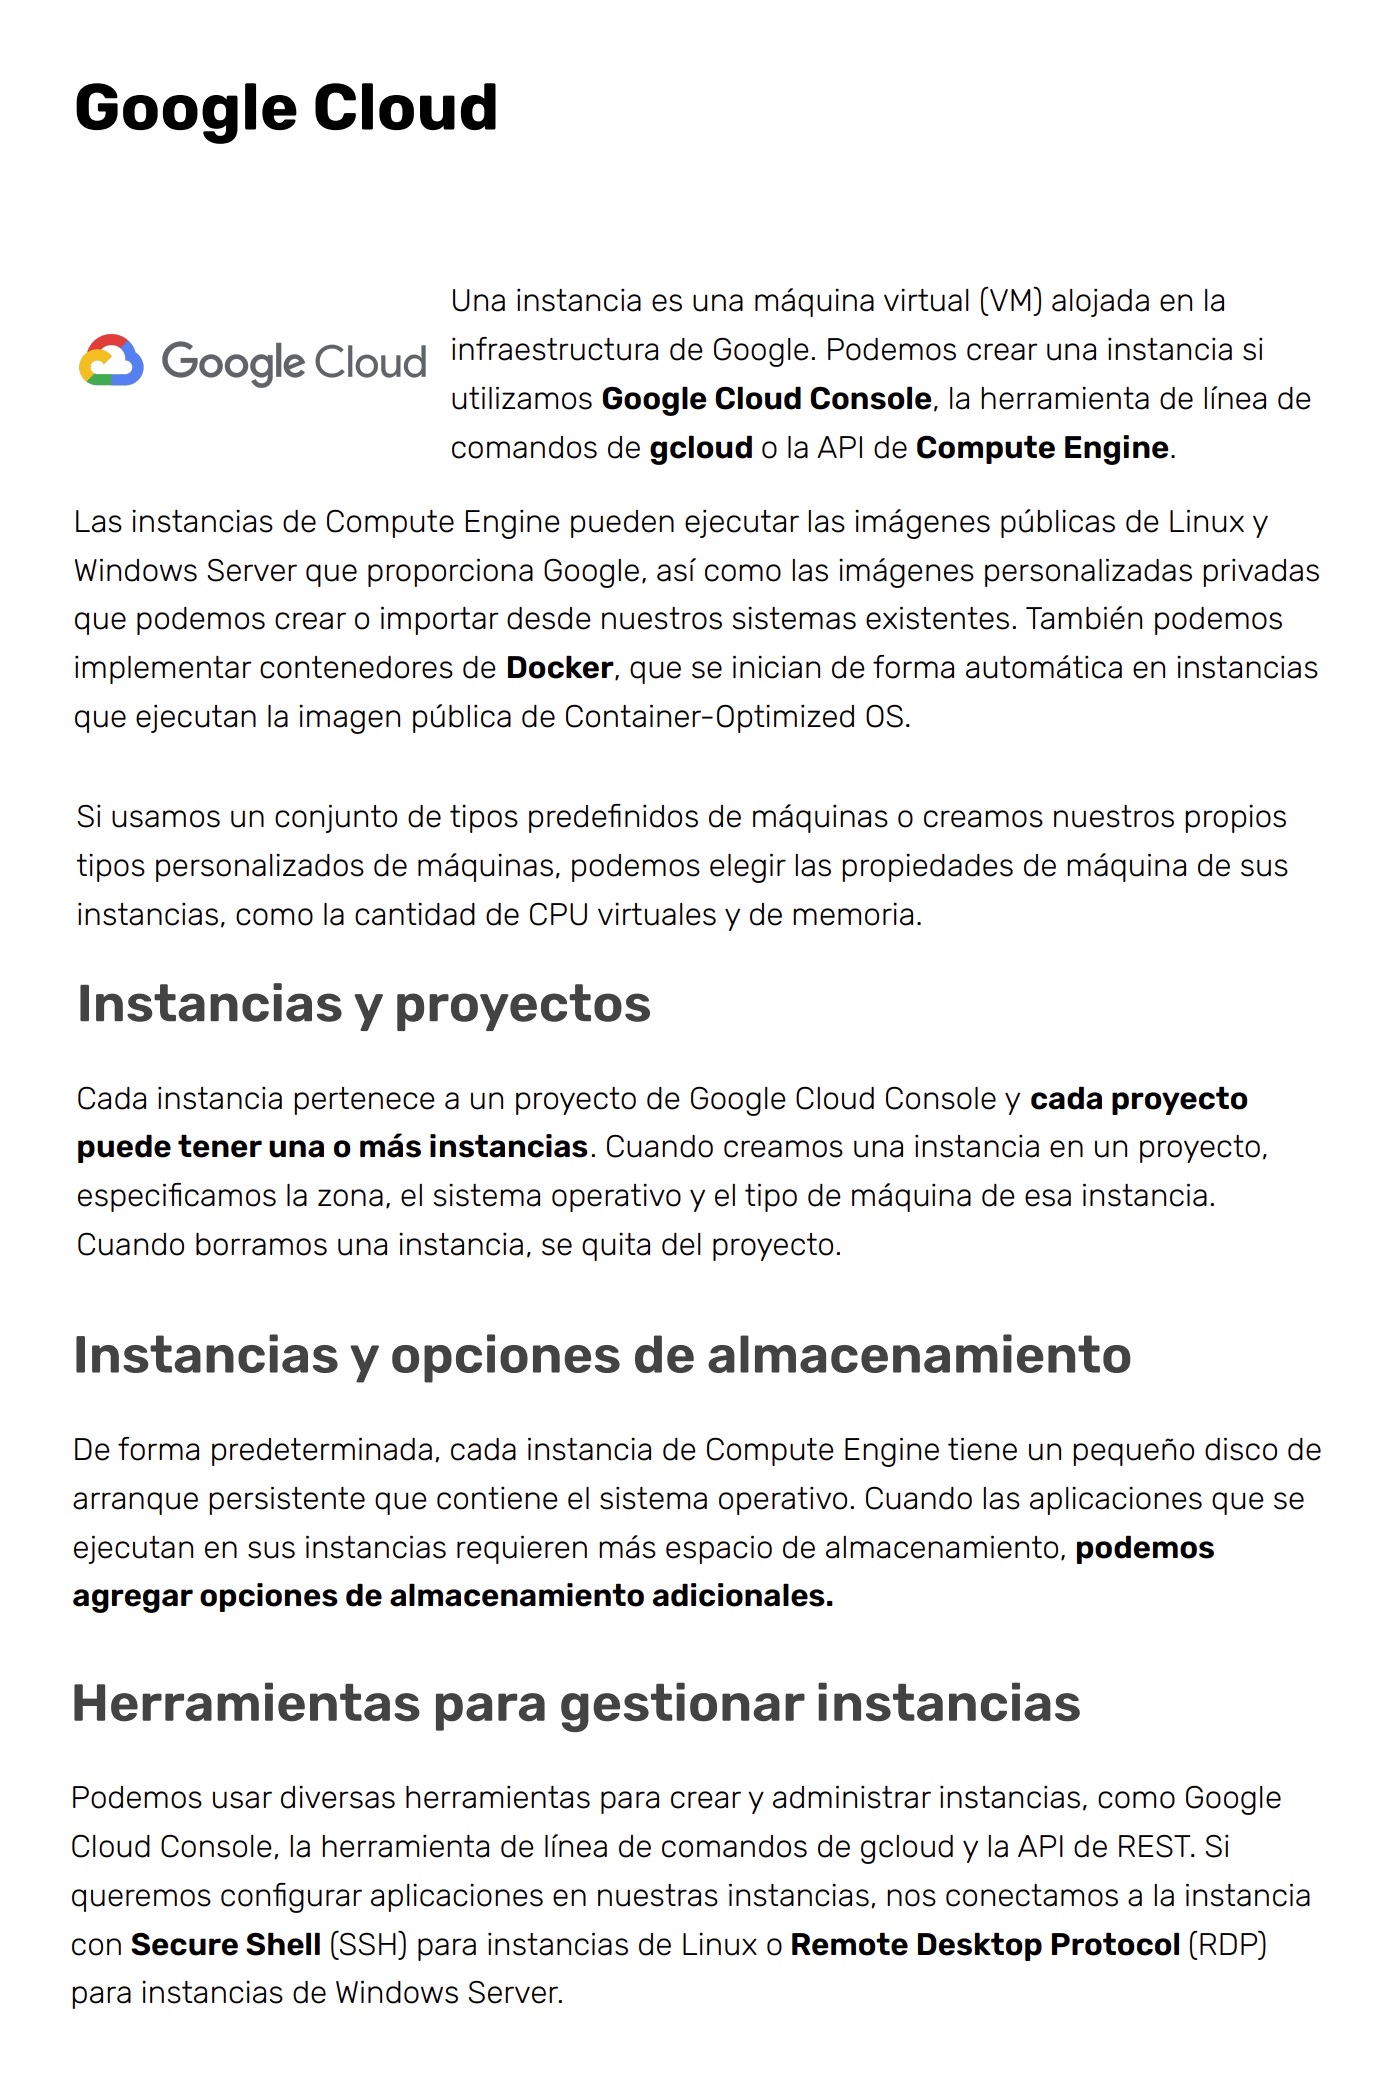 Google Cloud
Una instancia es una máquina virtual (VM) alojada en la
Google Cloud
infraestructura de Google. Podemos crear una instancia si
utilizamos Google Cloud Console, la herramienta de línea de
comandos de gcloud o la API de Compute Engine.
Las instancias de Compute Engine pueden ejecutar las imágenes públicas de Linux y
Windows Server que proporciona Google, así como las imágenes personalizadas privadas
que podemos crear o importar desde nuestros sistemas existentes. También podemos
implementar contenedores de Docker, que se inician de forma automática en instancias
que ejecutan la imagen pública de Container-Optimized OS.
Si usamos un conjunto de tipos predefinidos de máquinas o creamos nuestros propios
tipos personalizados de máquinas, podemos elegir las propiedades de máquina de sus
instancias, como la cantidad de CPU virtuales y de memoria.
Instancias y proyectos
Cada instancia pertenece a un proyecto de Google Cloud Console y cada proyecto
puede tener una o más instancias. Cuando creamos una instancia en un proyecto,
especificamos la zona, el sistema operativo y el tipo de máquina de esa instancia.
Cuando borramos una instancia, se quita del proyecto.
Instancias y opciones de almacenamiento
De forma predeterminada, cada instancia de Compute Engine tiene un pequeño disco de
arranque persistente que contiene el sistema operativo. Cuando las aplicaciones que se
ejecutan en sus instancias requieren más espacio de almacenamiento, podemos
agregar opciones de almacenamiento adicionales.
Herramientas para gestionar instancias
Podemos usar diversas herramientas para crear y administrar instancias, como Google
Cloud Console, la herramienta de línea de comandos de gcloud y la API de REST. Si
queremos configurar aplicaciones en nuestras instancias, nos conectamos a la instancia
con Secure Shell (SSH) para instancias de Linux o Remote Desktop Protocol (RDP)
para instancias de Windows Server.